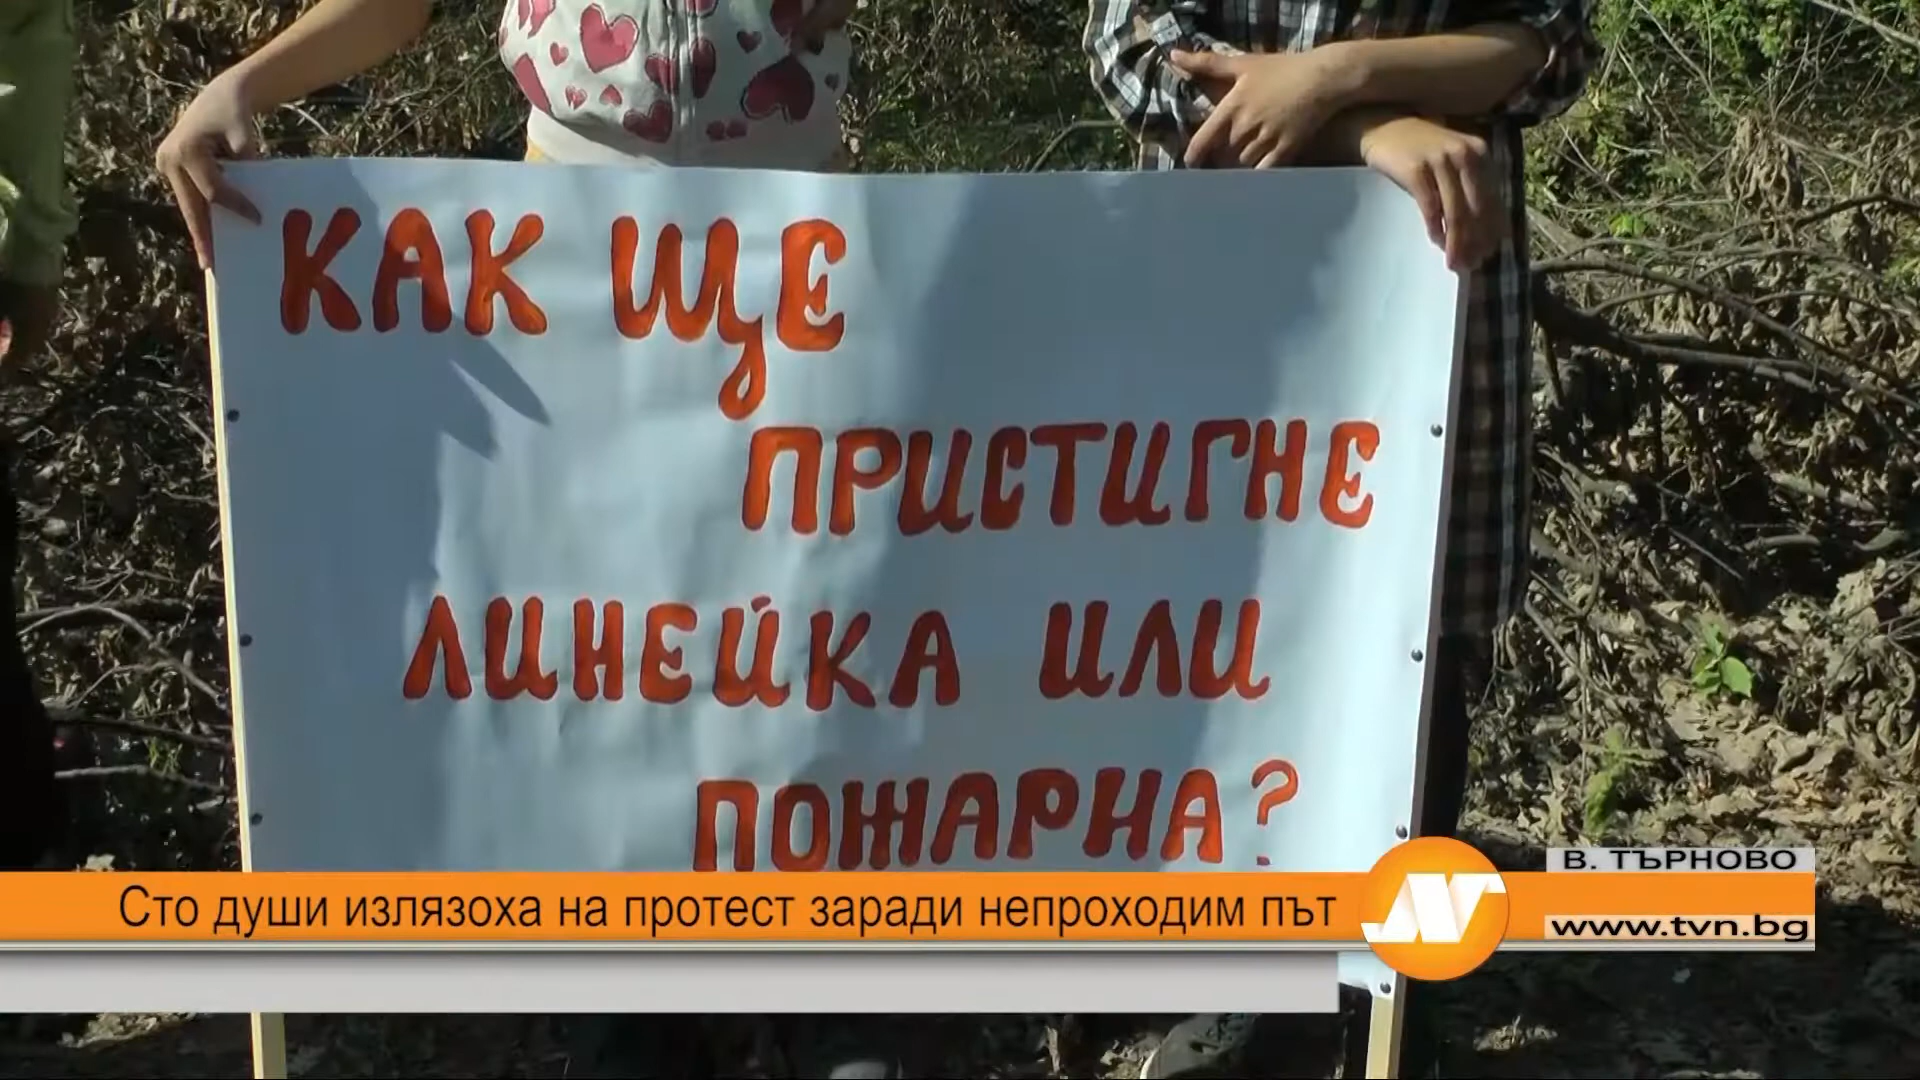 КАК ЩЕ
ПРИСТИГНЕ
ЛИНЕЙКА ИЛИ
ПОЖАРНА?
В. ТЪРНОВО
Сто души излязоха на протест заради непроходим път
www.tvn.bg